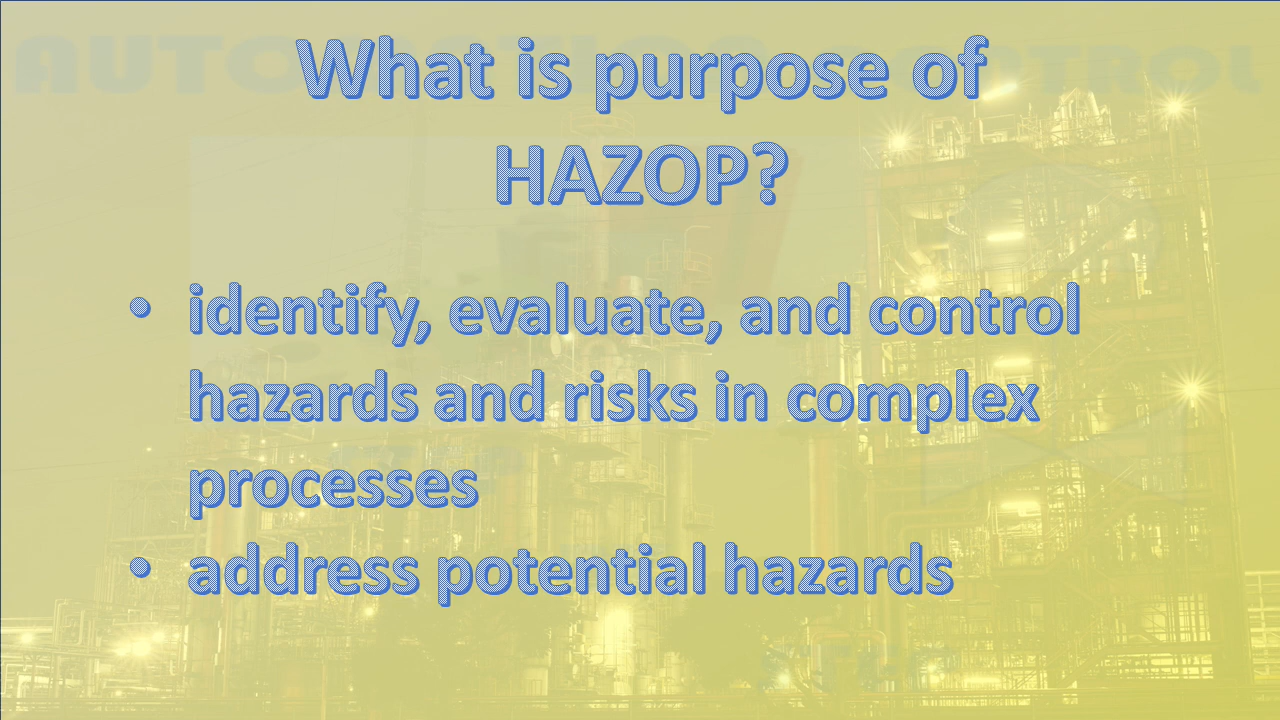 What is purpose of
HAZOP?
• identify, evaluate, and control
hazards and risks in complex
processes
• address potential hazards